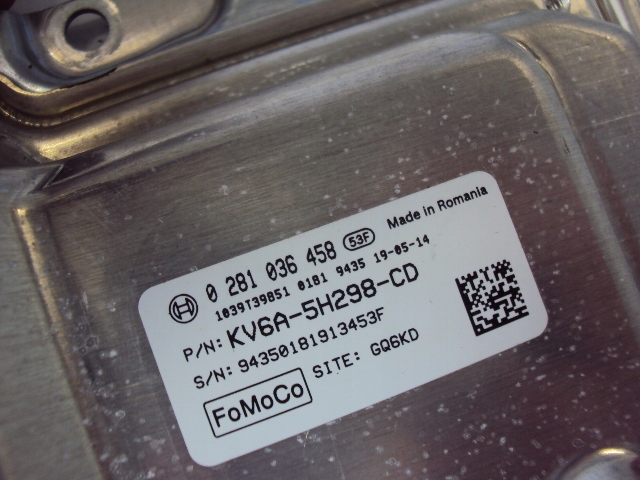 0 281 036 458 53F Made in Romania
1039T39851 0181 9435 19-05-14
P/N: KV6A-5H298-CD
S/N: 94350181913453F
FoMoCo SITE: GQ6KD